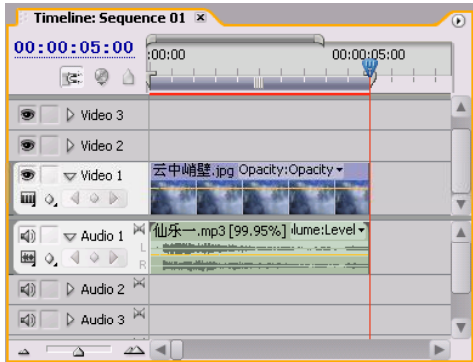 Timeline: Sequence 01
00:00:05:00
:00:00
00:00:05:00
Video 3
Video 2
Video 1
云中峭壁.jpg Opacity:Opacity
Audio 1
仙乐一.mp3 [99.95%] lume:Level
L
R
Audio 2
Audio 3